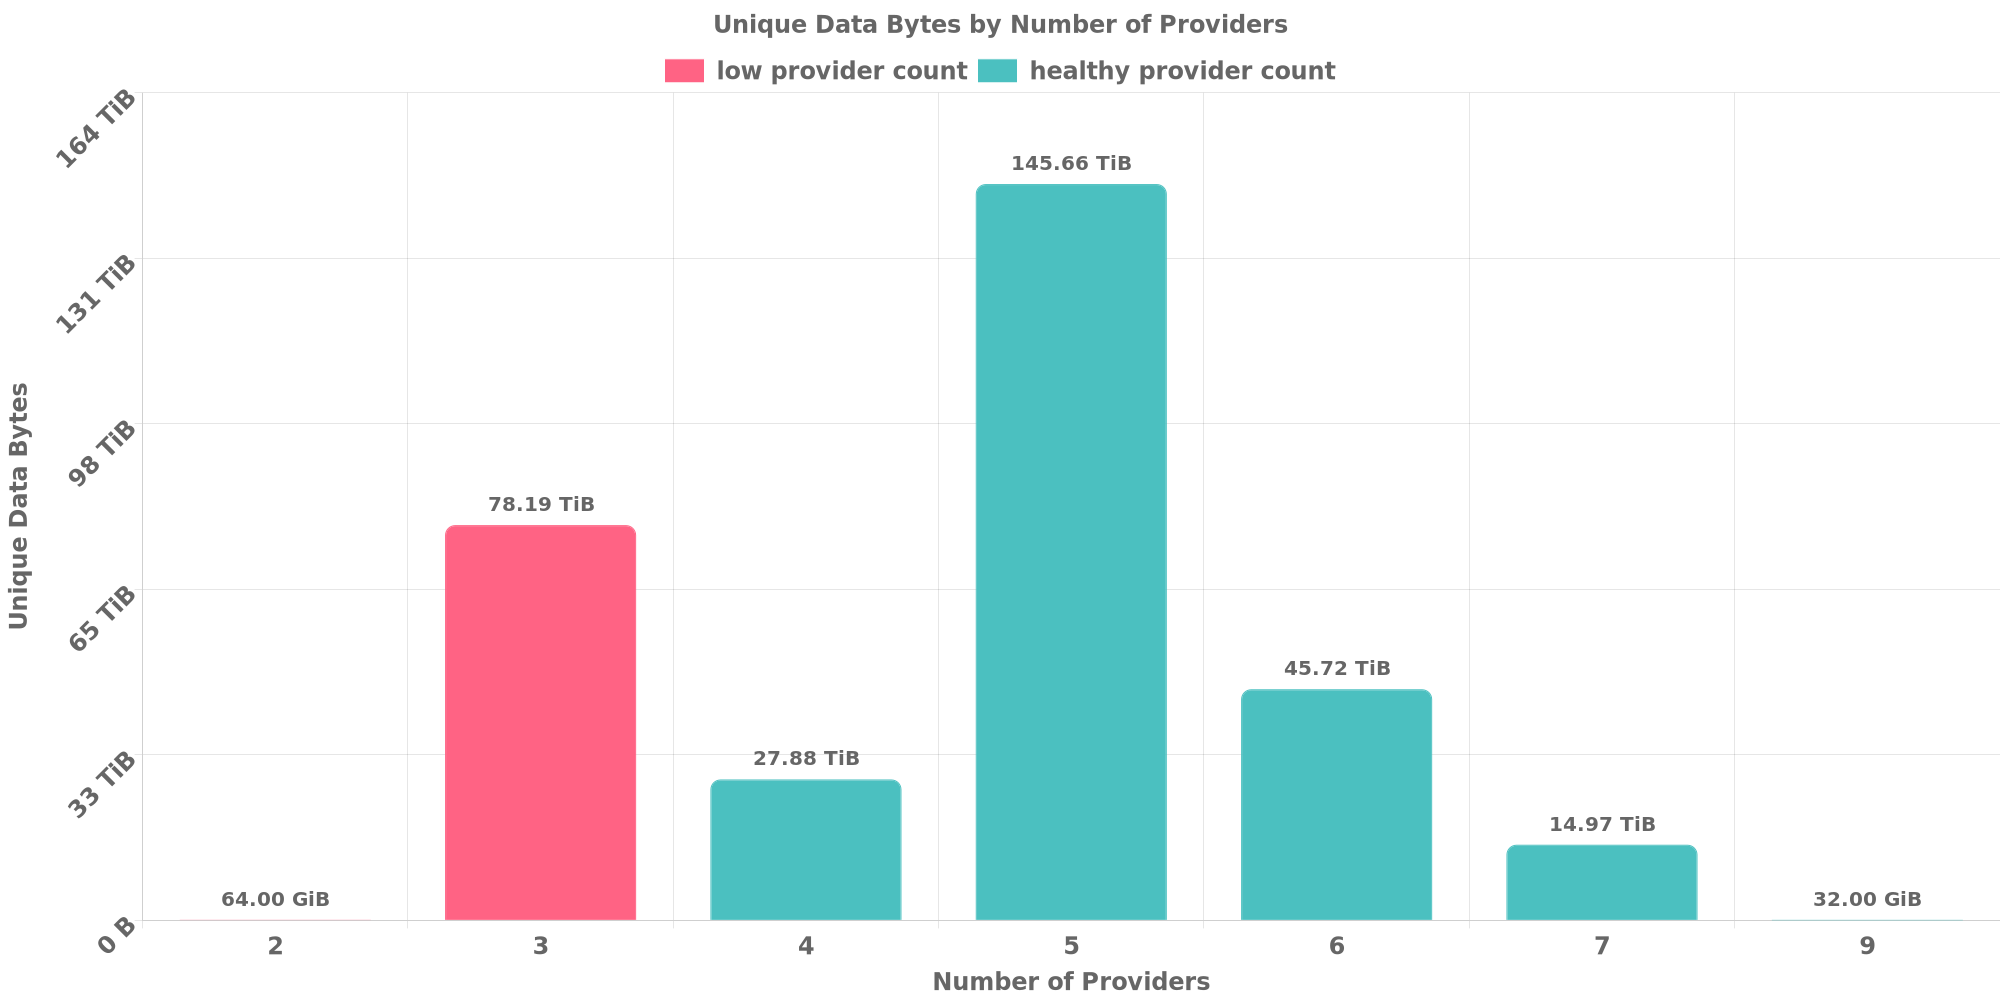 Unique Data Bytes by Number of Providers
low provider count healthy provider count
164 TiB
131 TiB
98 TiB
65 TiB
33 TiB
0 B
Unique Data Bytes
64.00 GiB
78.19 TiB
27.88 TiB
145.66 TiB
45.72 TiB
14.97 TiB
32.00 GiB
2 3 4 5 6 7 9
Number of Providers